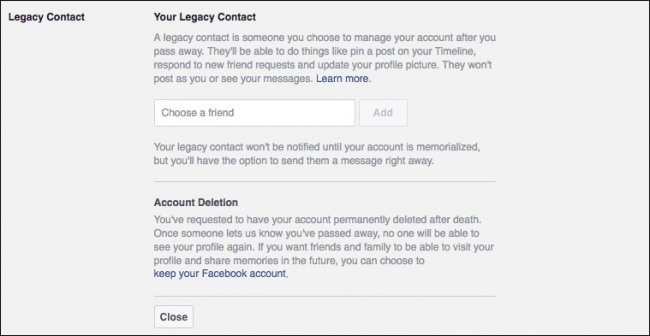 Legacy Contact
Your Legacy Contact
A legacy contact is someone you choose to manage your account after you
pass away. They'll be able to do things like pin a post on your Timeline,
respond to new friend requests and update your profile picture. They won't
post as you or see your messages. Learn more.
Choose a friend
Add
Your legacy contact won't be notified until your account is memorialized,
but you'll have the option to send them a message right away.
Account Deletion
You've requested to have your account permanently deleted after death.
Once someone lets us know you've passed away, no one will be able to
see your profile again. If you want friends and family to be able to visit your
profile and share memories in the future, you can choose to
keep your Facebook account.
Close